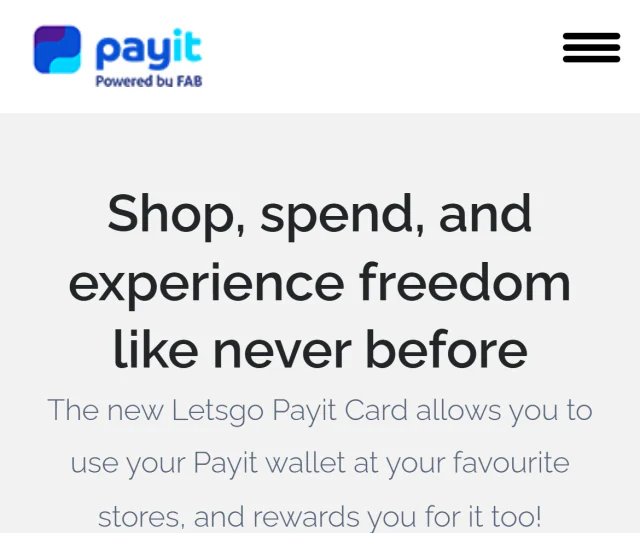 payit
Powered by FAB
Shop, spend, and
experience freedom
like never before
The new Letsgo Payit Card allows you to
use your Payit wallet at your favourite
stores, and rewards you for it too!